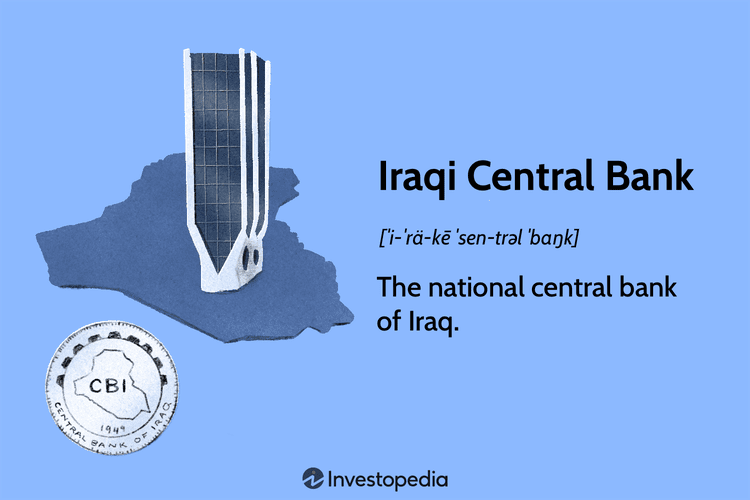 Iraqi Central Bank
['i-'rä-kē 'sen-trəl 'baŋk]
The national central bank
of Iraq.
CBI
1949
CENTRAL BANK OF IRAQ
Investopedia